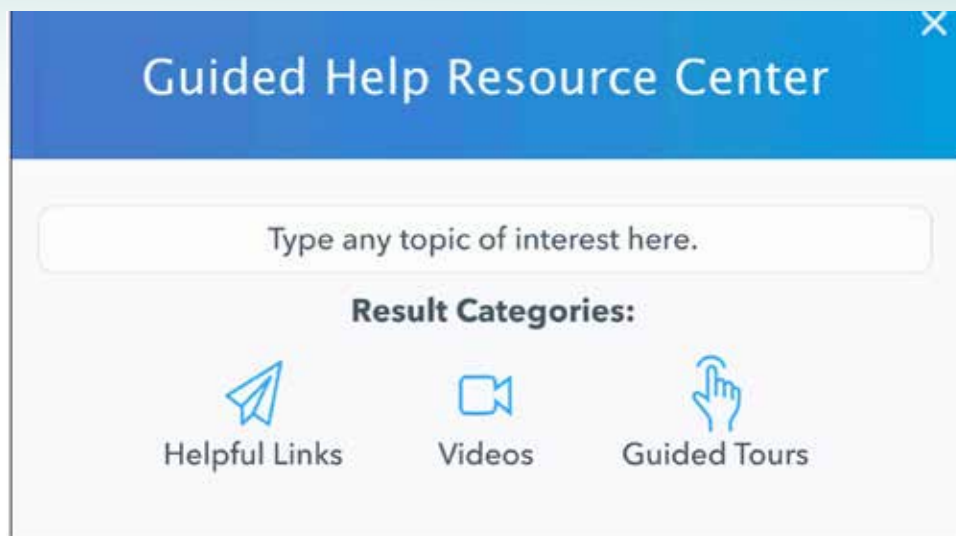 Guided Help Resource Center
Type any topic of interest here.
Result Categories:
Helpful Links Videos Guided Tours